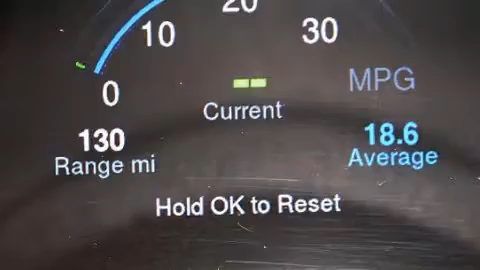 20
10
30
0
MPG
Current
130
18.6
Range mi
Average
Hold OK to Reset